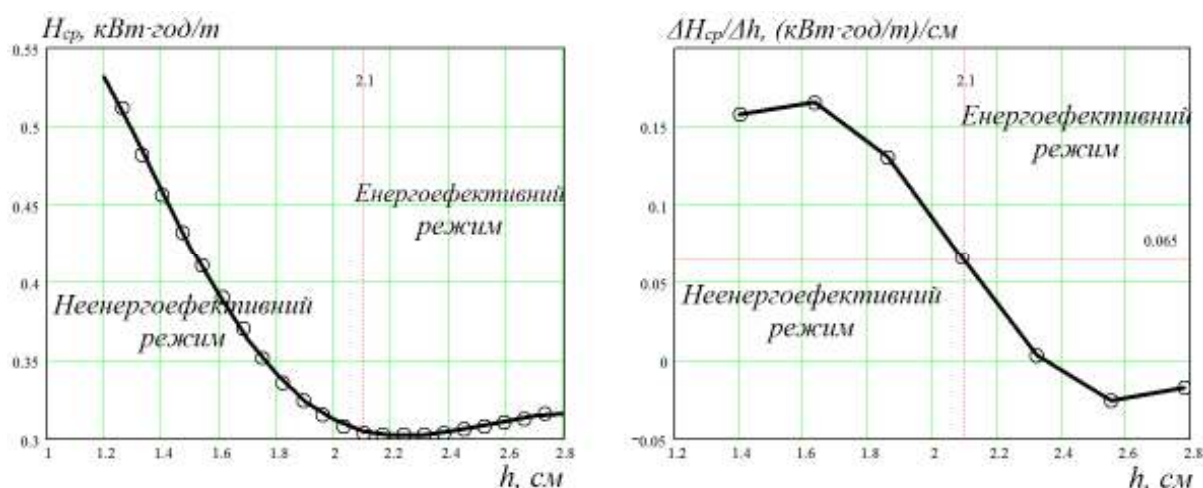 Hср, кВт·год/т
0.55
0.5
0.45
0.4
0.35
0.3
2.1
Енергоефективний
режим
Неенергоефективний
режим
1
1.2
1.4
1.6
1.8
2
2.2
2.4
2.6
2.8
h, см
ΔHср/Δh, (кВт·год/т)/см
0.15
0.1
0.05
0
−0.05
2.1
Енергоефективний
режим
0.065
Неенергоефективний
режим
1.2
1.4
1.6
1.8
2
2.2
2.4
2.6
2.8
h, см